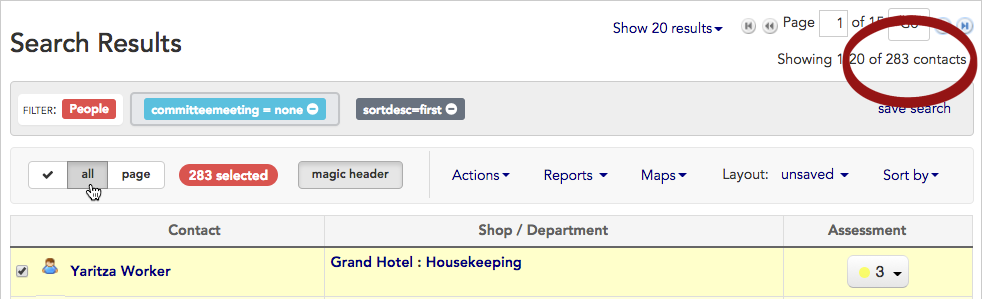 Show 20 results
Page 1 of 15 Go
Search Results
Showing 1-20 of 283 contacts
FILTER: People committeemeeting = none sortdesc=first save search
all page 283 selected magic header Actions Reports Maps Layout: unsaved Sort by
Contact Shop / Department Assessment
Yaritza Worker Grand Hotel : Housekeeping 3